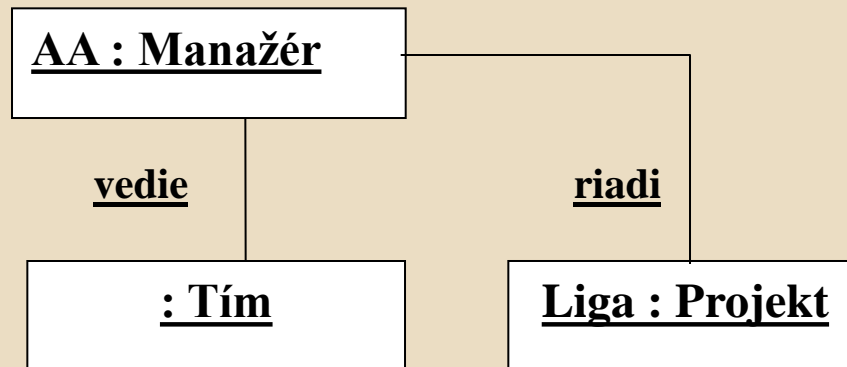 AA : Manažér
vedie
riadi
: Tím
Liga : Projekt